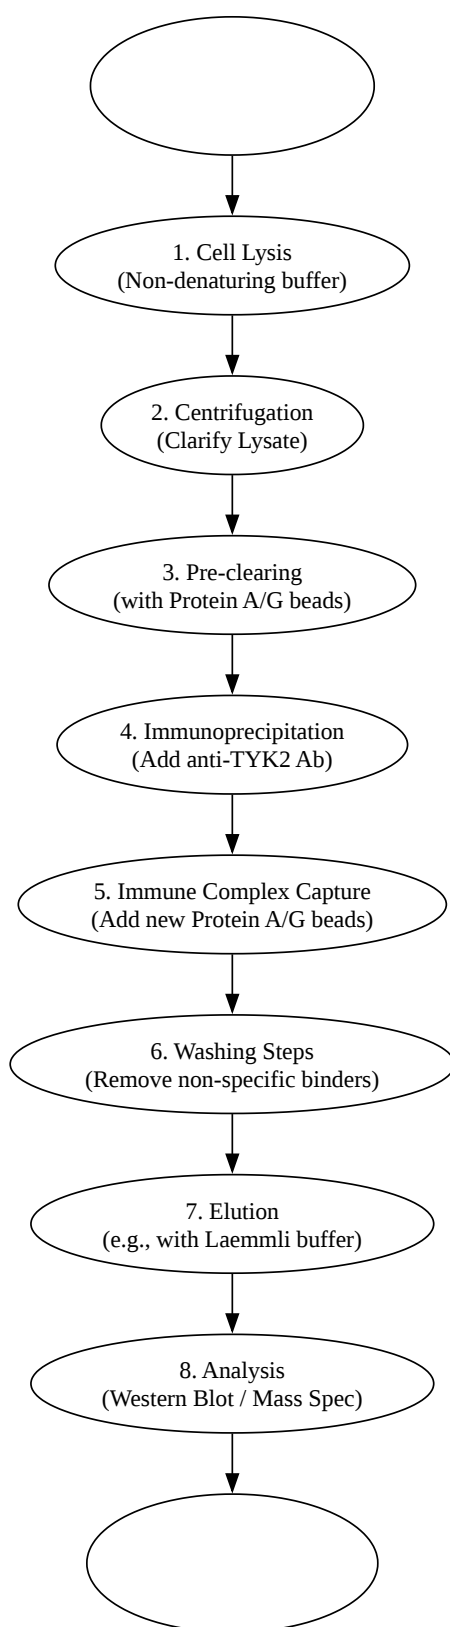 1. Cell Lysis
(Non-denaturing buffer)
2. Centrifugation
(Clarify Lysate)
3. Pre-clearing
(with Protein A/G beads)
4. Immunoprecipitation
(Add anti-TYK2 Ab)
5. Immune Complex Capture
(Add new Protein A/G beads)
6. Washing Steps
(Remove non-specific binders)
7. Elution
(e.g., with Laemmli buffer)
8. Analysis
(Western Blot / Mass Spec)